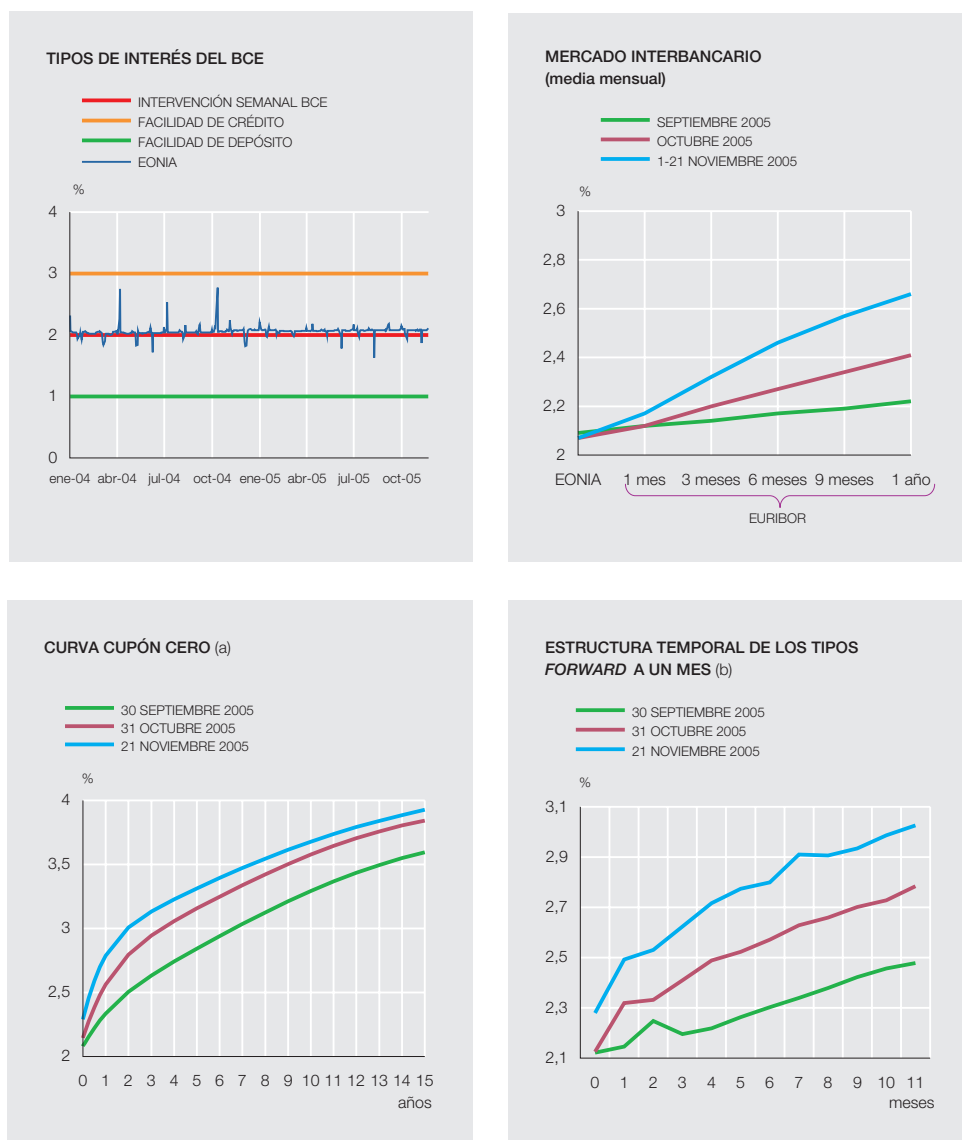 TIPOS DE INTERÉS DEL BCE
INTERVENCIÓN SEMANAL BCE
FACILIDAD DE CRÉDITO
FACILIDAD DE DEPÓSITO
EONIA
%
4
3
2
1
0
ene-04 abr-04 jul-04 oct-04 ene-05 abr-05 jul-05 oct-05
MERCADO INTERBANCARIO
(media mensual)
SEPTIEMBRE 2005
OCTUBRE 2005
1-21 NOVIEMBRE 2005
%
3
2,8
2,6
2,4
2,2
2
EONIA 1 mes 3 meses 6 meses 9 meses 1 año
EURIBOR
CURVA CUPÓN CERO (a)
30 SEPTIEMBRE 2005
31 OCTUBRE 2005
21 NOVIEMBRE 2005
%
4
3,5
3
2,5
2
0 1 2 3 4 5 6 7 8 9 10 11 12 13 14 15
años
ESTRUCTURA TEMPORAL DE LOS TIPOS
FORWARD A UN MES (b)
30 SEPTIEMBRE 2005
31 OCTUBRE 2005
21 NOVIEMBRE 2005
%
3,1
2,9
2,7
2,5
2,3
2,1
0 1 2 3 4 5 6 7 8 9 10 11
meses